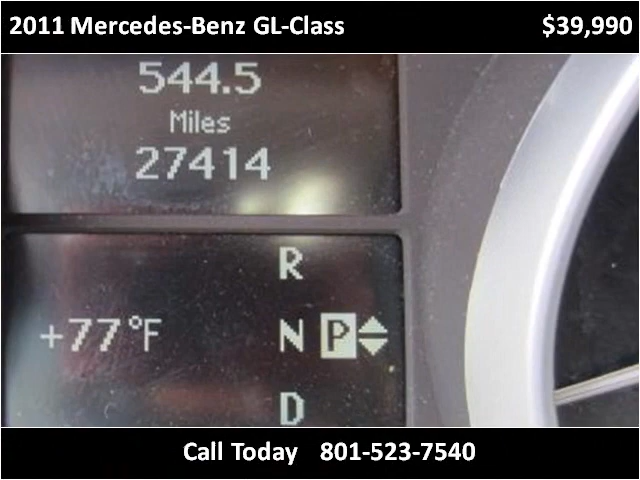 2011 Mercedes-Benz GL-Class $39,990
544.5
Miles
27414
R
+77°F N P
D
Call Today 801-523-7540